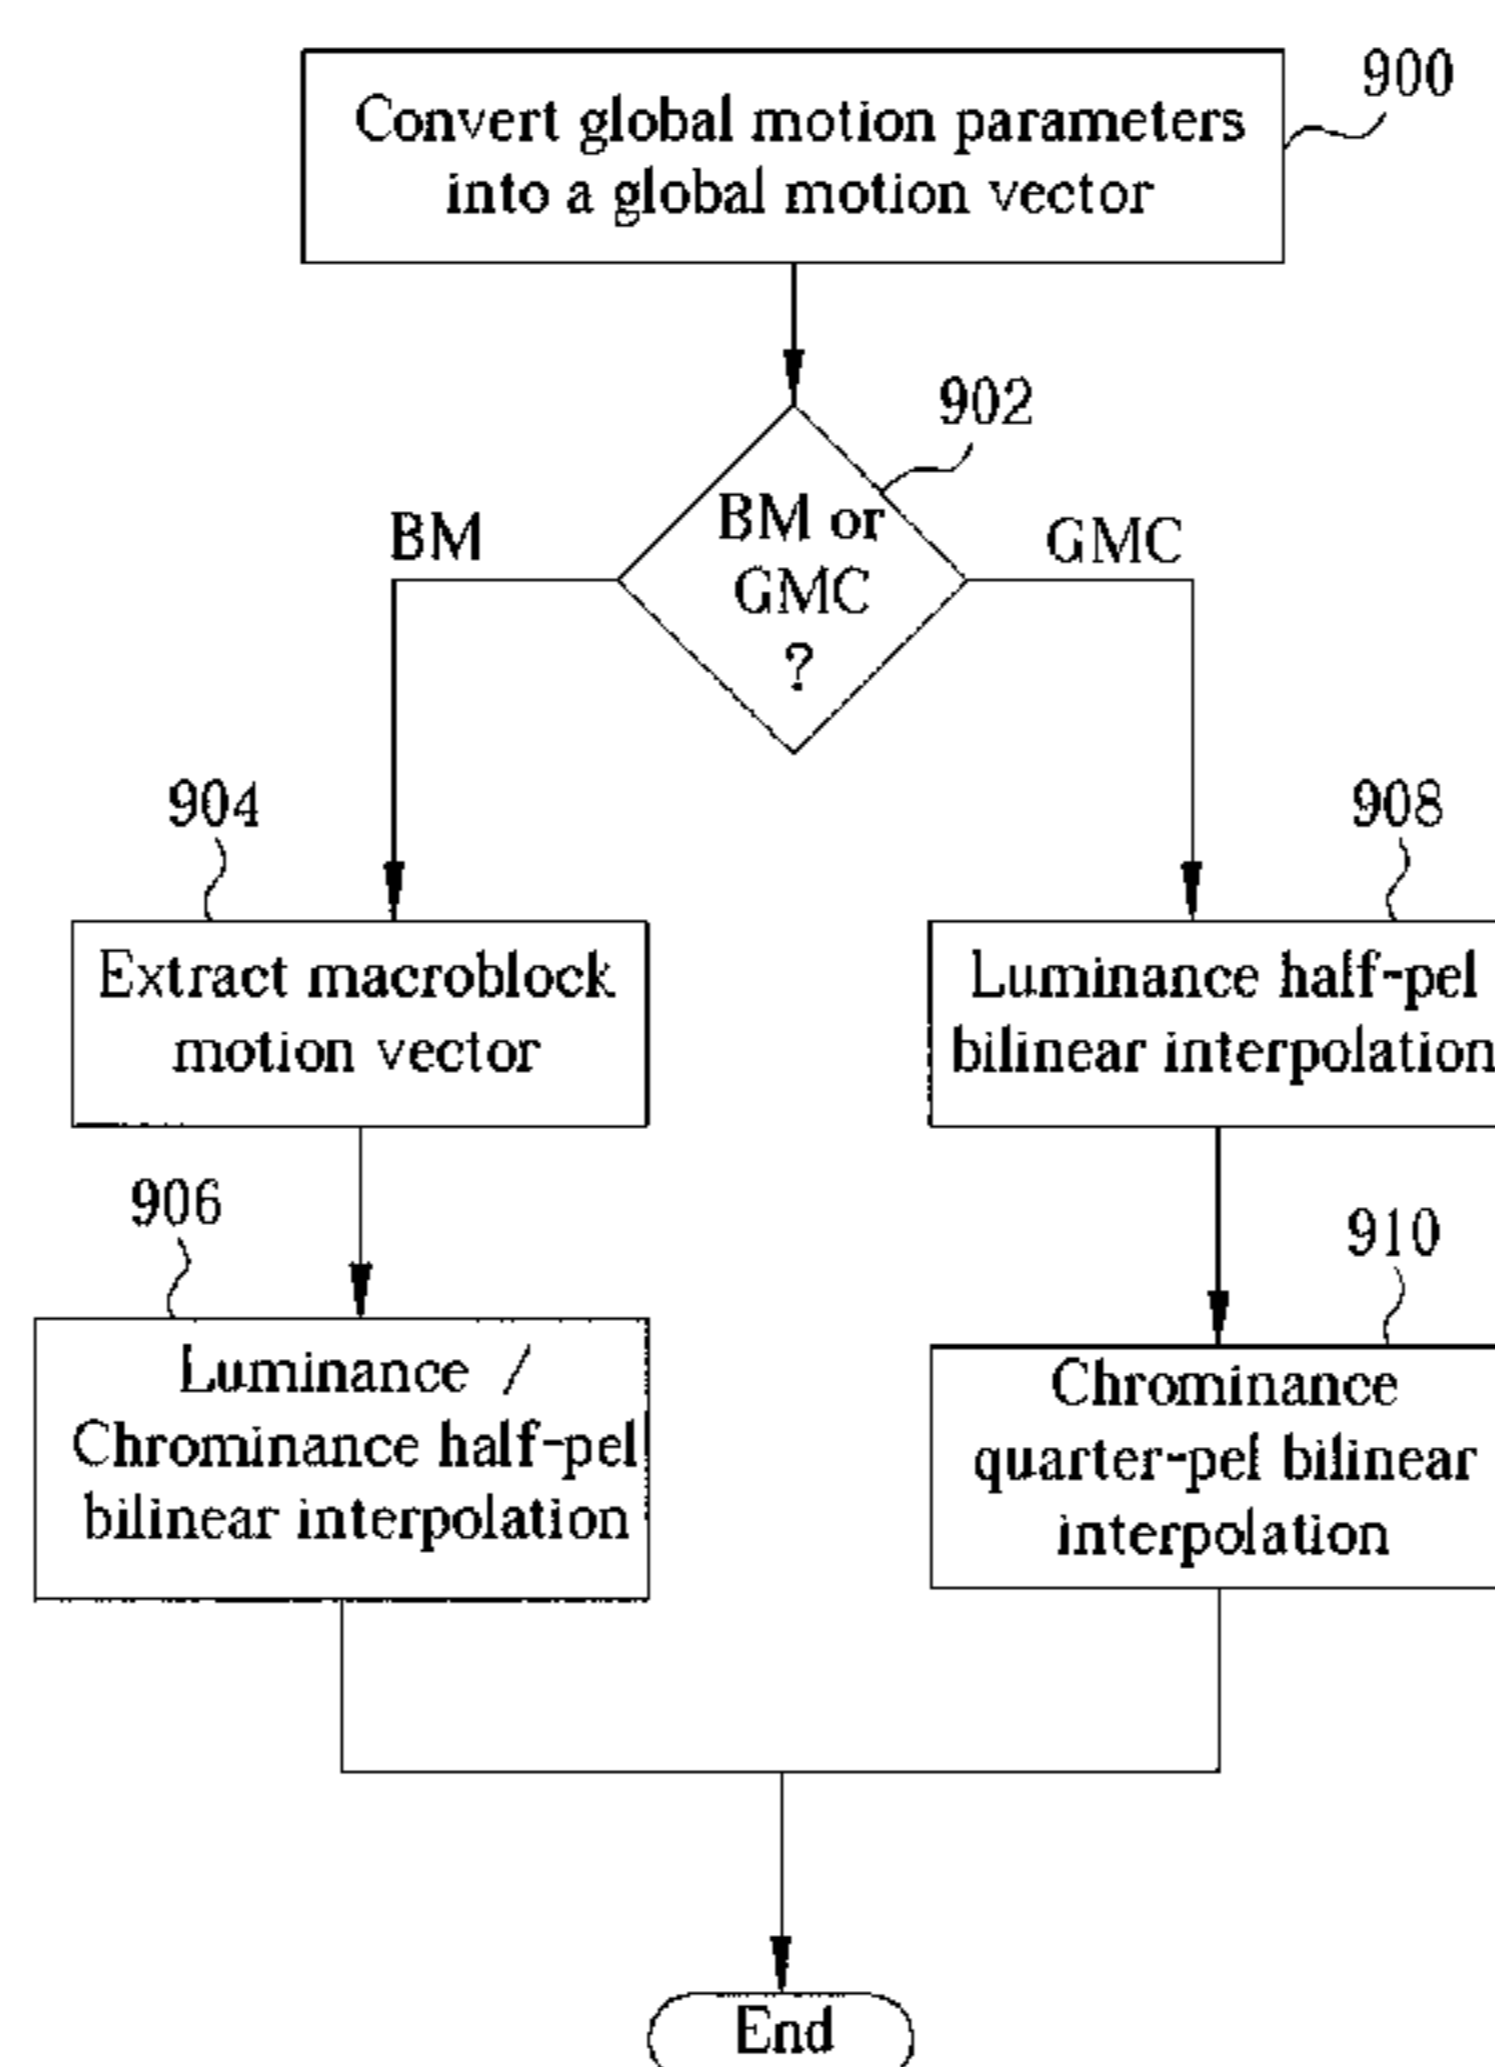 900
Convert global motion parameters
into a global motion vector
902
BM or
GMC
?
BM
GMC
904
Extract macroblock
motion vector
908
Luminance half-pel
bilinear interpolation
906
Luminance /
Chrominance half-pel
bilinear interpolation
910
Chrominance
quarter-pel bilinear
interpolation
End